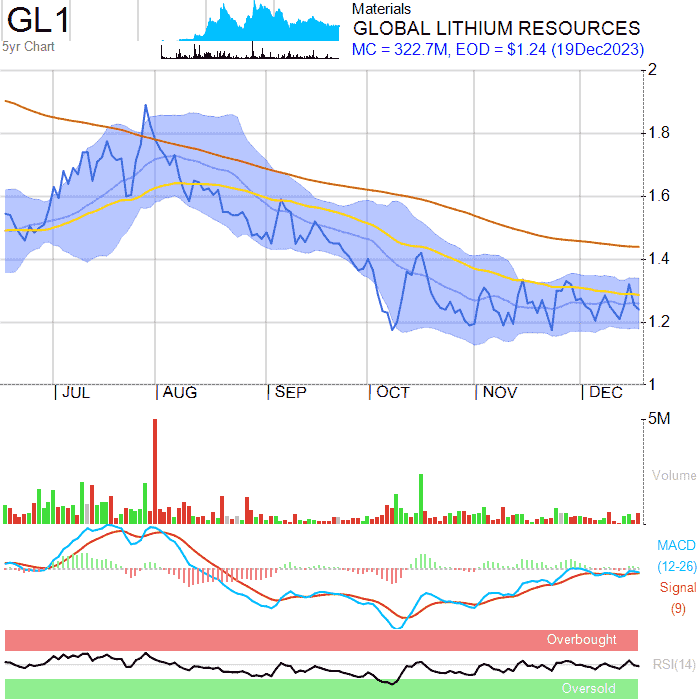 GL1
5yr Chart
Materials
GLOBAL LITHIUM RESOURCES
MC = 322.7M, EOD = $1.24 (19Dec2023)
2
1.8
1.6
1.4
1.2
1
JUL AUG SEP OCT NOV DEC
5M
Volume
MACD
(12-26)
Signal
(9)
Overbought
RSI(14)
Oversold